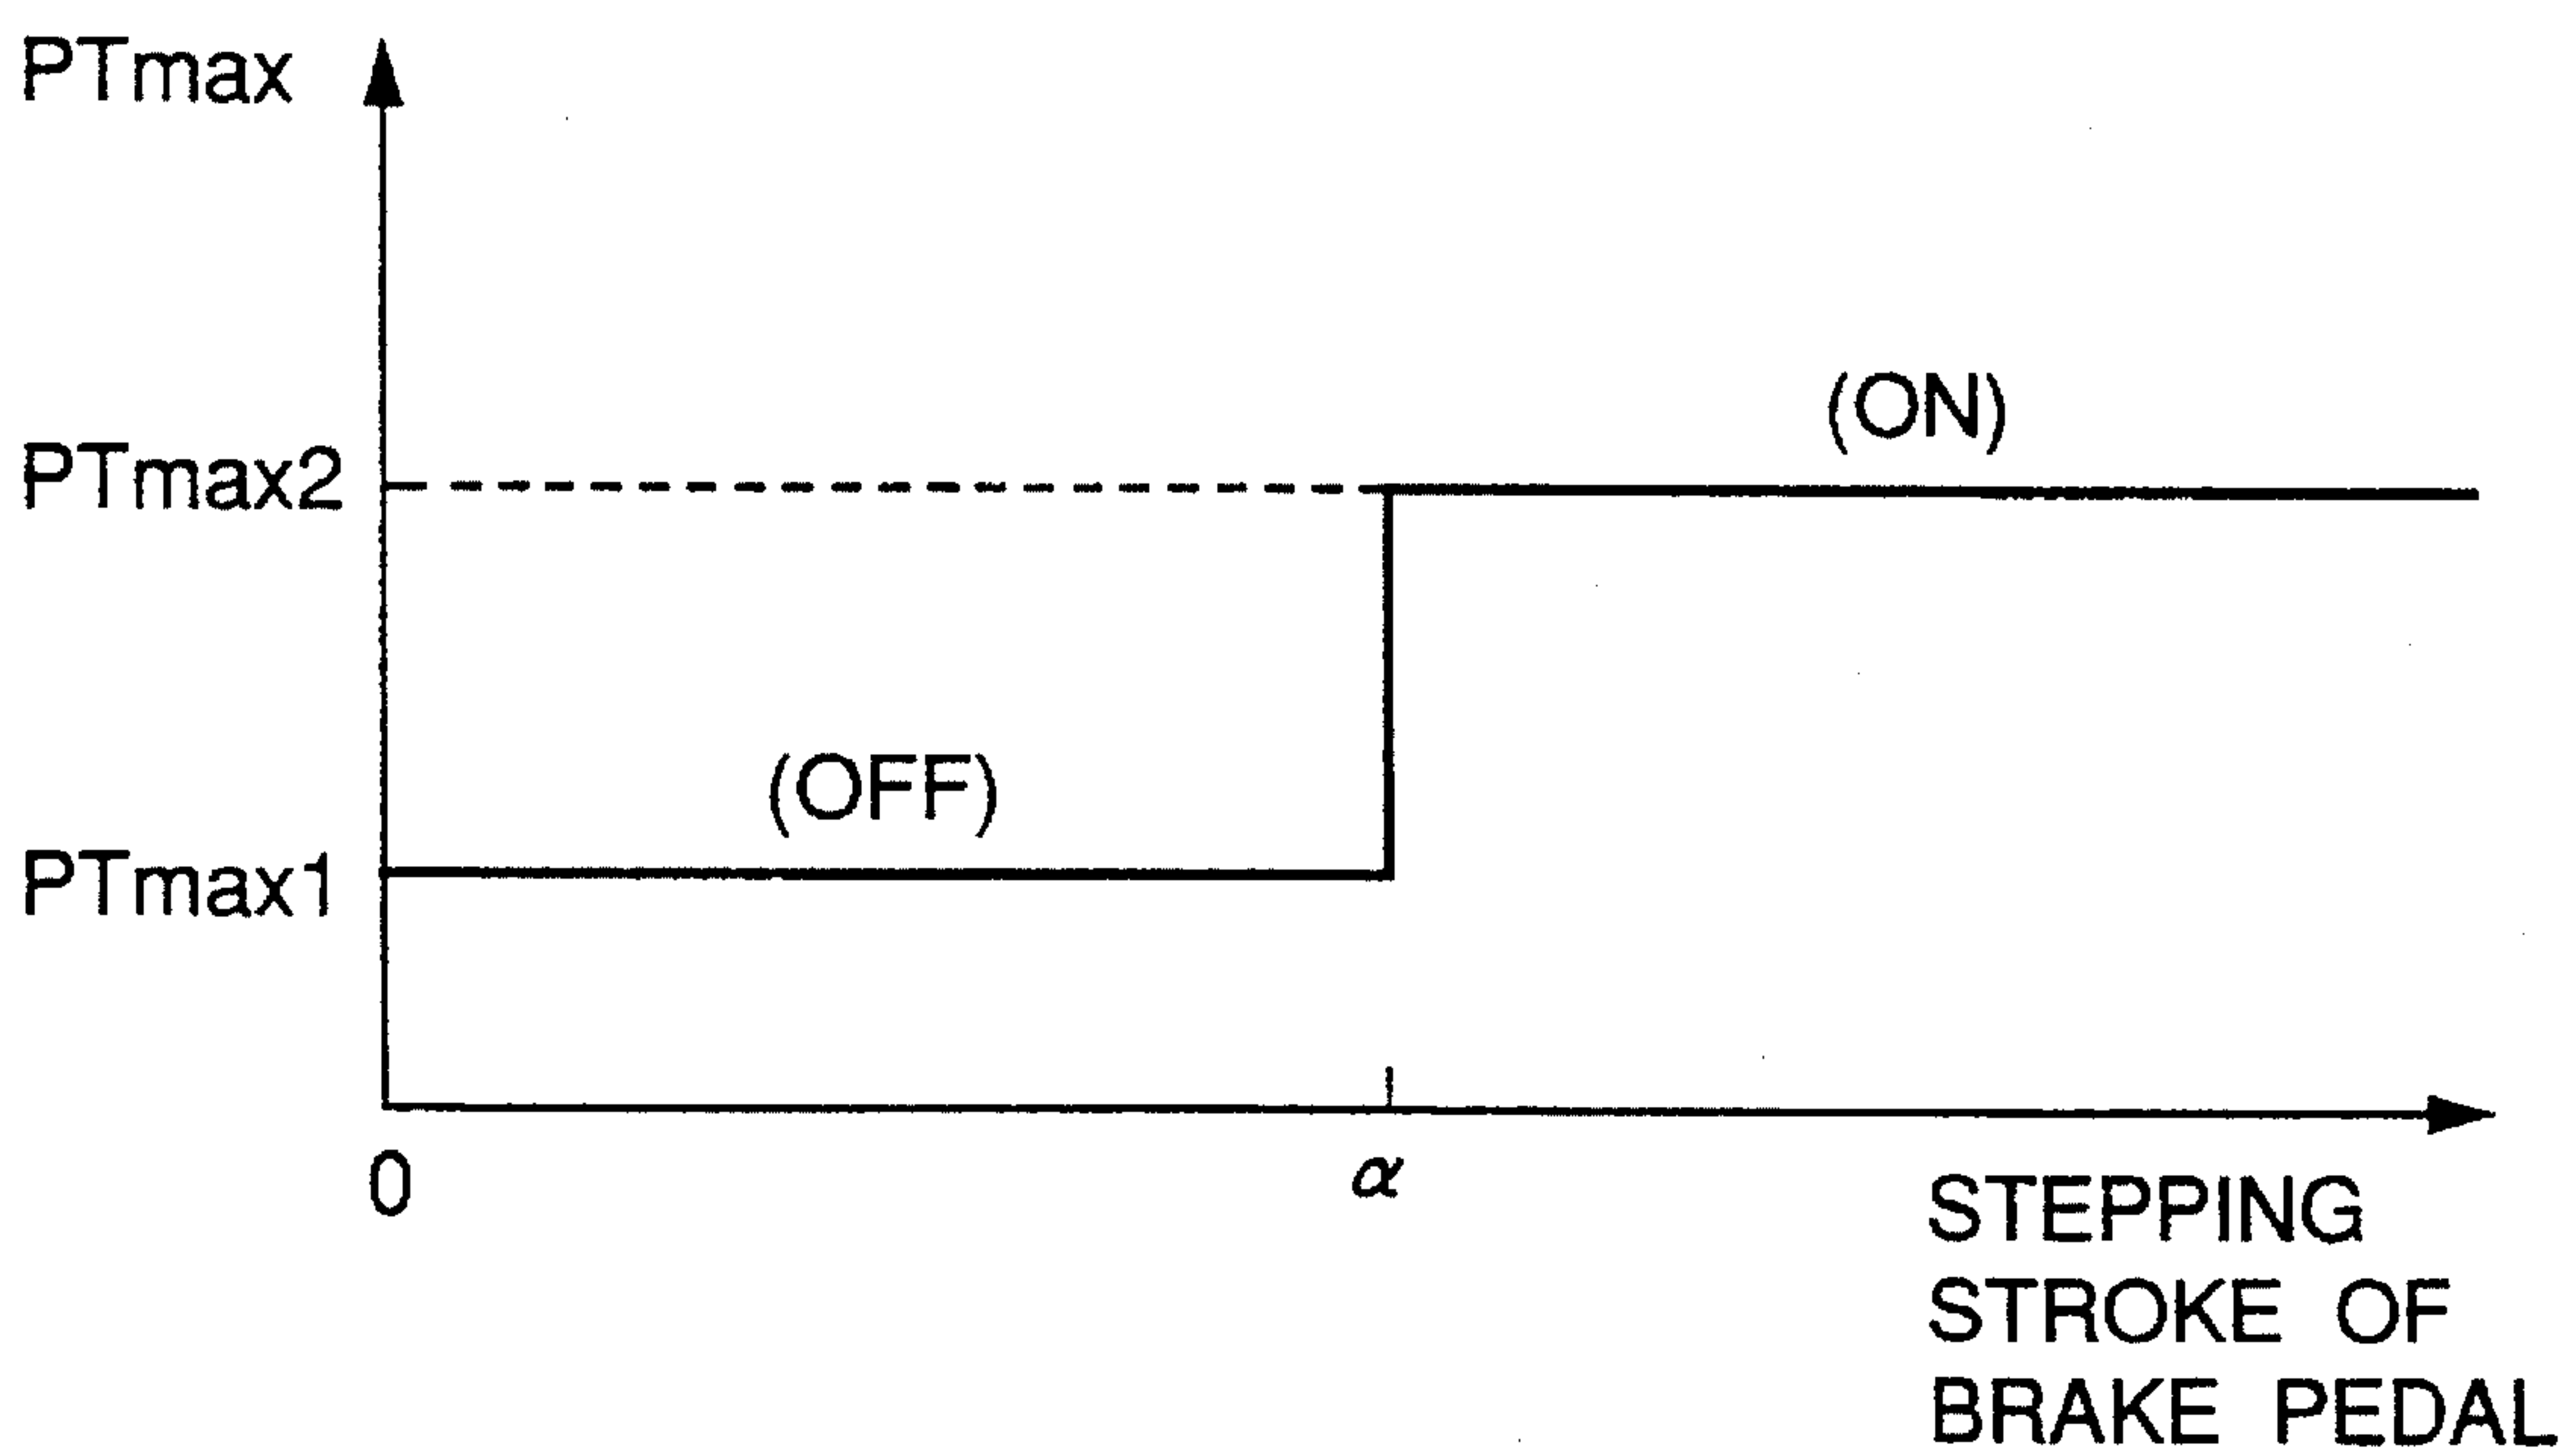 PTmax
(ON)
PTmax2
(OFF)
PTmax1
0
α
STEPPING
STROKE OF
BRAKE PEDAL